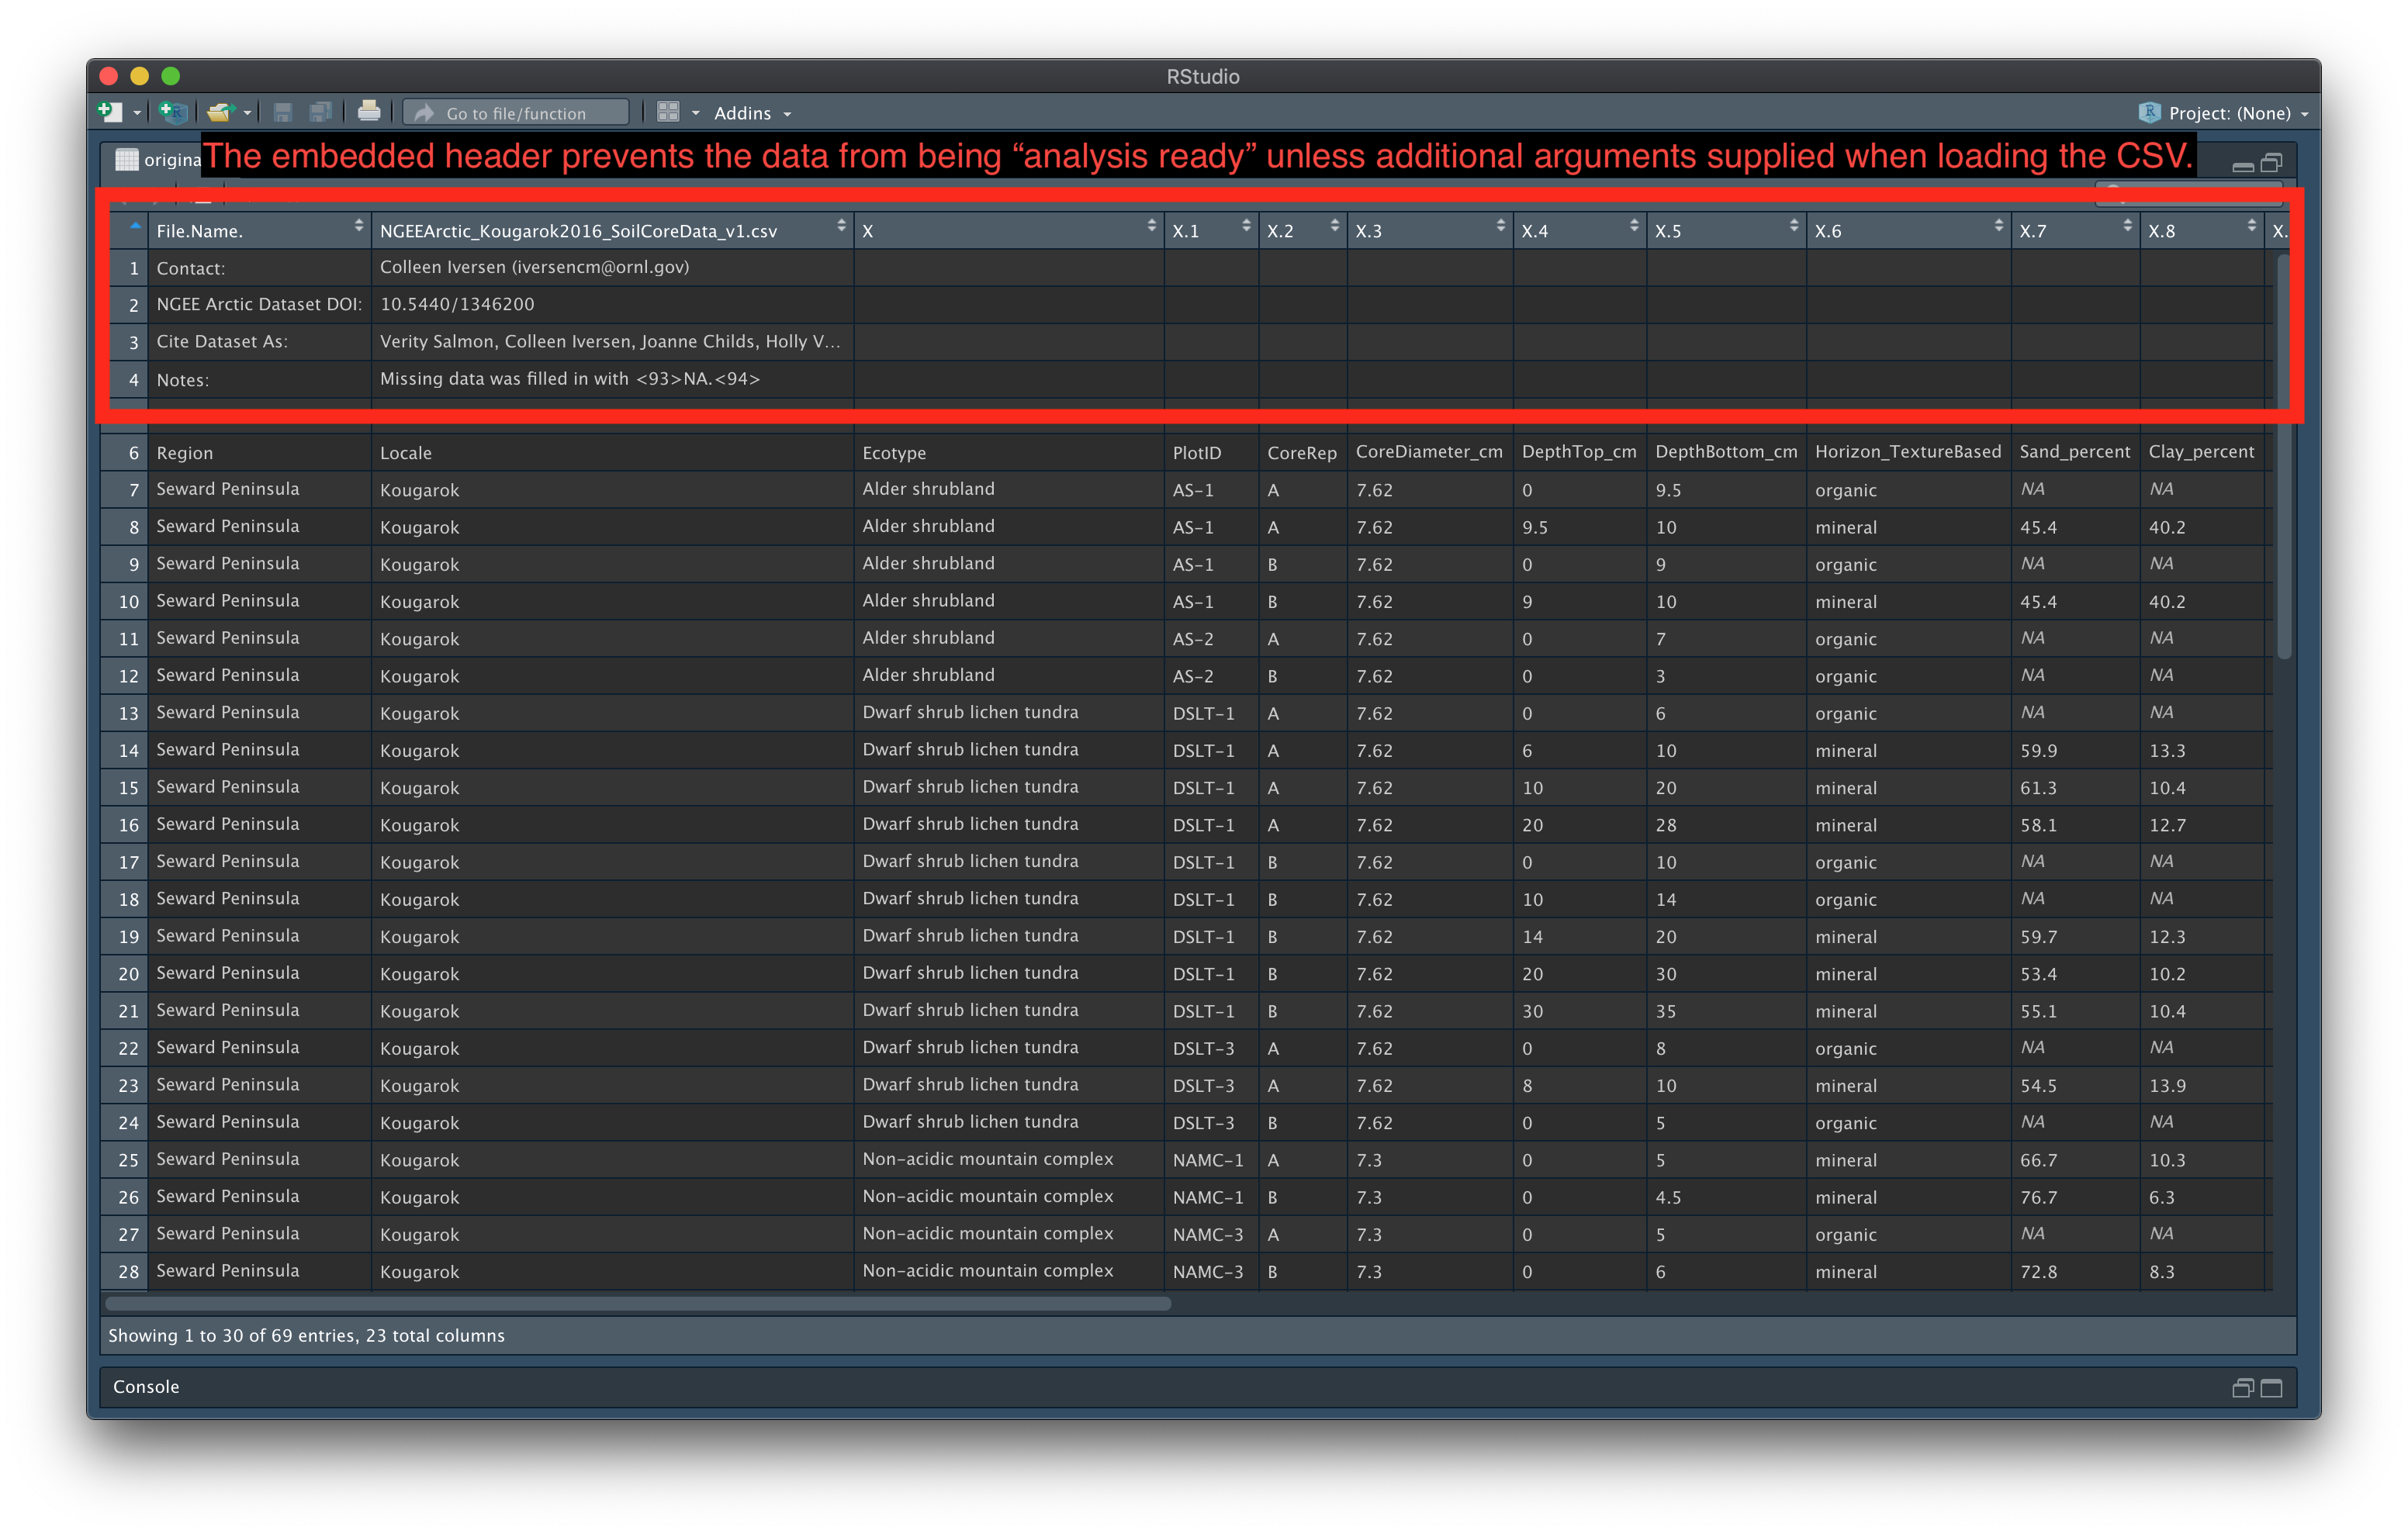 RStudio
Go to file/function Addins Project: (None)
origina The embedded header prevents the data from being “analysis ready” unless additional arguments supplied when loading the CSV.
File.Name. NGEEArctic_Kougarok2016_SoilCoreData_v1.csv X X.1 X.2 X.3 X.4 X.5 X.6 X.7 X.8 X.
1 Contact: Colleen Iversen (iversencm@ornl.gov)
2 NGEE Arctic Dataset DOI: 10.5440/1346200
3 Cite Dataset As: Verity Salmon, Colleen Iversen, Joanne Childs, Holly V...
4 Notes: Missing data was filled in with <93>NA.<94>
6 Region Locale Ecotype PlotID CoreRep CoreDiameter_cm DepthTop_cm DepthBottom_cm Horizon_TextureBased Sand_percent Clay_percent
7 Seward Peninsula Kougarok Alder shrubland AS-1 A 7.62 0 9.5 organic NA NA
8 Seward Peninsula Kougarok Alder shrubland AS-1 A 7.62 9.5 10 mineral 45.4 40.2
9 Seward Peninsula Kougarok Alder shrubland AS-1 B 7.62 0 9 organic NA NA
10 Seward Peninsula Kougarok Alder shrubland AS-1 B 7.62 9 10 mineral 45.4 40.2
11 Seward Peninsula Kougarok Alder shrubland AS-2 A 7.62 0 7 organic NA NA
12 Seward Peninsula Kougarok Alder shrubland AS-2 B 7.62 0 3 organic NA NA
13 Seward Peninsula Kougarok Dwarf shrub lichen tundra DSLT-1 A 7.62 0 6 organic NA NA
14 Seward Peninsula Kougarok Dwarf shrub lichen tundra DSLT-1 A 7.62 6 10 mineral 59.9 13.3
15 Seward Peninsula Kougarok Dwarf shrub lichen tundra DSLT-1 A 7.62 10 20 mineral 61.3 10.4
16 Seward Peninsula Kougarok Dwarf shrub lichen tundra DSLT-1 A 7.62 20 28 mineral 58.1 12.7
17 Seward Peninsula Kougarok Dwarf shrub lichen tundra DSLT-1 B 7.62 0 10 organic NA NA
18 Seward Peninsula Kougarok Dwarf shrub lichen tundra DSLT-1 B 7.62 10 14 organic NA NA
19 Seward Peninsula Kougarok Dwarf shrub lichen tundra DSLT-1 B 7.62 14 20 mineral 59.7 12.3
20 Seward Peninsula Kougarok Dwarf shrub lichen tundra DSLT-1 B 7.62 20 30 mineral 53.4 10.2
21 Seward Peninsula Kougarok Dwarf shrub lichen tundra DSLT-1 B 7.62 30 35 mineral 55.1 10.4
22 Seward Peninsula Kougarok Dwarf shrub lichen tundra DSLT-3 A 7.62 0 8 organic NA NA
23 Seward Peninsula Kougarok Dwarf shrub lichen tundra DSLT-3 A 7.62 8 10 mineral 54.5 13.9
24 Seward Peninsula Kougarok Dwarf shrub lichen tundra DSLT-3 B 7.62 0 5 organic NA NA
25 Seward Peninsula Kougarok Non-acidic mountain complex NAMC-1 A 7.3 0 5 mineral 66.7 10.3
26 Seward Peninsula Kougarok Non-acidic mountain complex NAMC-1 B 7.3 0 4.5 mineral 76.7 6.3
27 Seward Peninsula Kougarok Non-acidic mountain complex NAMC-3 A 7.3 0 5 organic NA NA
28 Seward Peninsula Kougarok Non-acidic mountain complex NAMC-3 B 7.3 0 6 mineral 72.8 8.3
Showing 1 to 30 of 69 entries, 23 total columns
Console